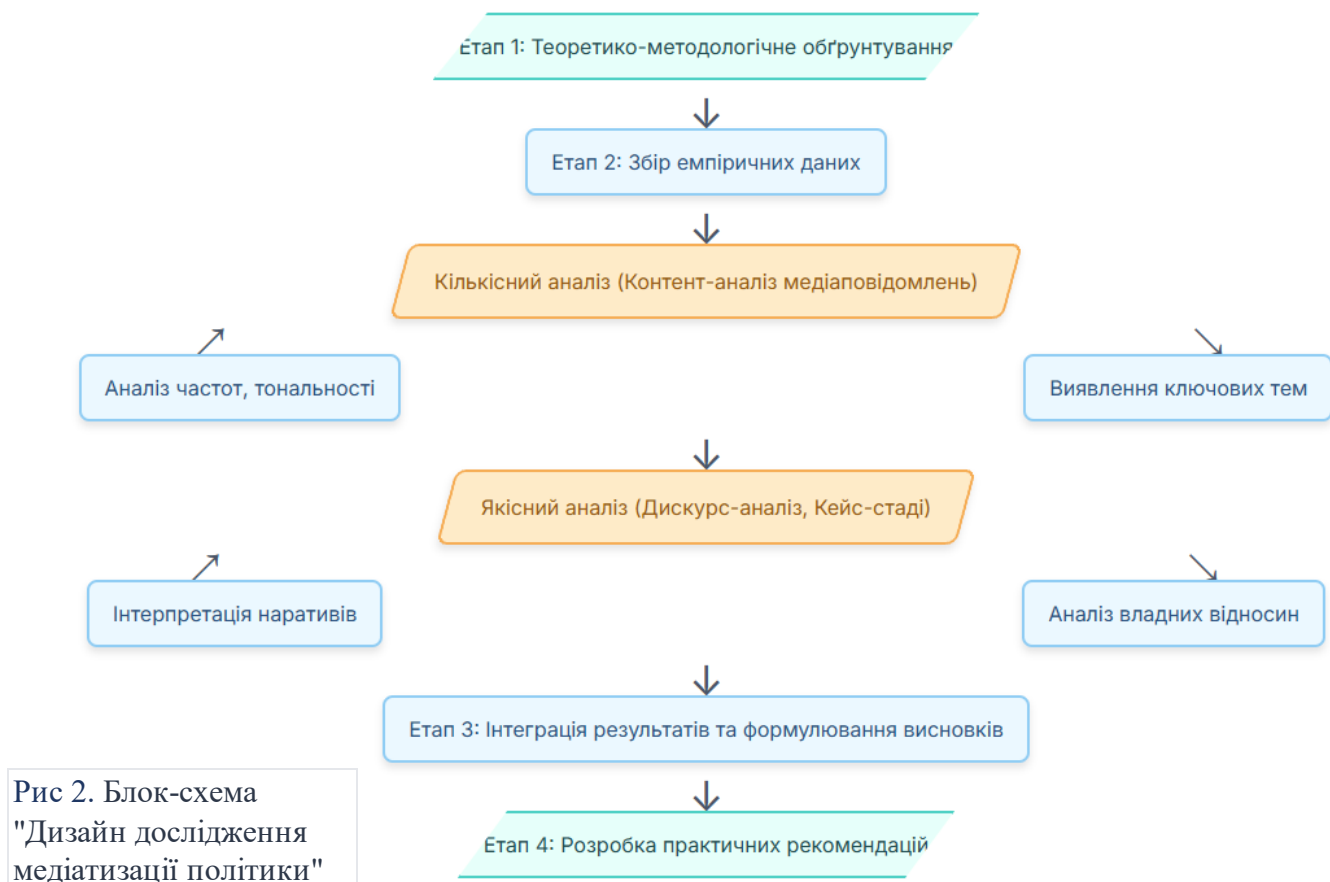 Етап 1: Теоретико-методологічне обґрунтування
Етап 2: Збір емпіричних даних
Кількісний аналіз (Контент-аналіз медіаповідомлень)
Аналіз частот, тональності
Виявлення ключових тем
Якісний аналіз (Дискурс-аналіз, Кейс-стаді)
Інтерпретація наративів
Аналіз владних відносин
Етап 3: Інтеграція результатів та формулювання висновків
Етап 4: Розробка практичних рекомендацій
Рис 2. Блок-схема
"Дизайн дослідження
медіатизації політики"